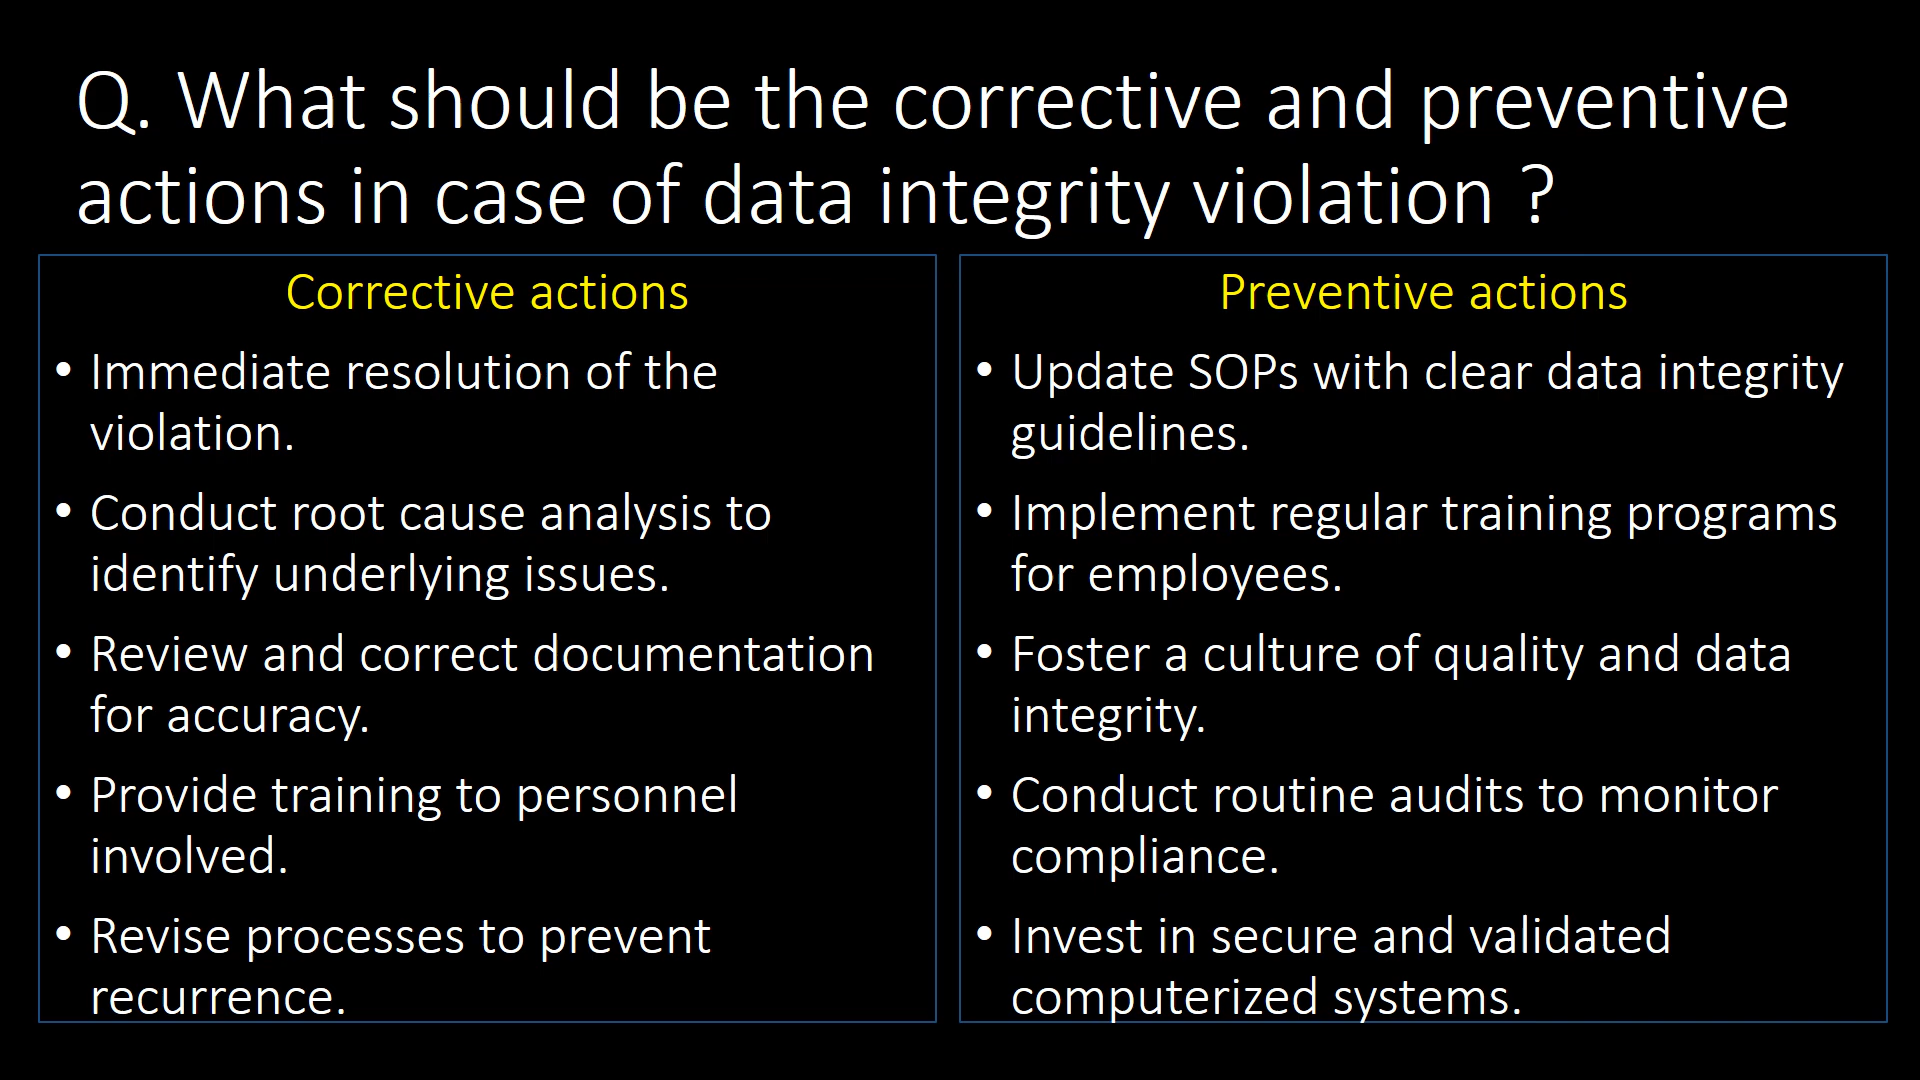 Q. What should be the corrective and preventive
actions in case of data integrity violation ?
Corrective actions
• Immediate resolution of the
violation.
• Conduct root cause analysis to
identify underlying issues.
• Review and correct documentation
for accuracy.
• Provide training to personnel
involved.
• Revise processes to prevent
recurrence.
Preventive actions
• Update SOPs with clear data integrity
guidelines.
• Implement regular training programs
for employees.
• Foster a culture of quality and data
integrity.
• Conduct routine audits to monitor
compliance.
• Invest in secure and validated
computerized systems.